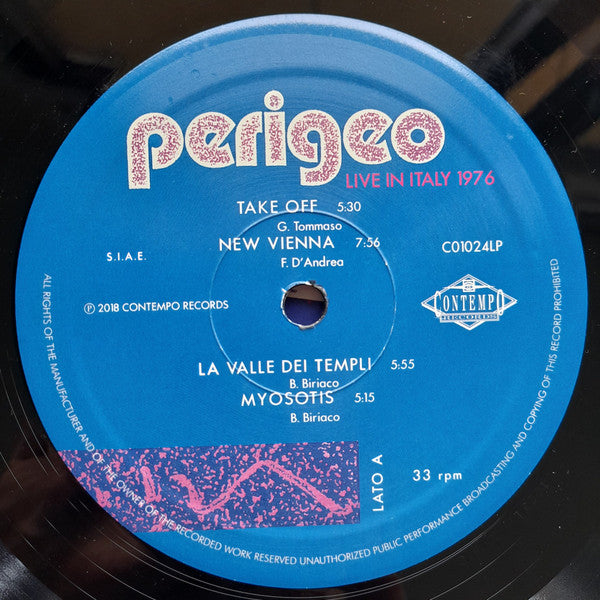 perigeo
LIVE IN ITALY 1976
TAKE OFF 5:30
G. Tommaso
NEW VIENNA 7:56
F. D'Andrea
S.I.A.E.
C01024LP
℗ 2018 CONTEMPO RECORDS
CONTEMPO
RECORDS
LA VALLE DEI TEMPLI 5:55
B. Biriaco
MYOSOTIS 5:15
B. Biriaco
LATO A
33 rpm
ALL RIGHTS OF THE MANUFACTURER AND OF THE OWNER OF THE RECORDED WORK RESERVED UNAUTHORIZED PUBLIC PERFORMANCE BROADCASTING AND COPYING OF THIS RECORD PROHIBITED